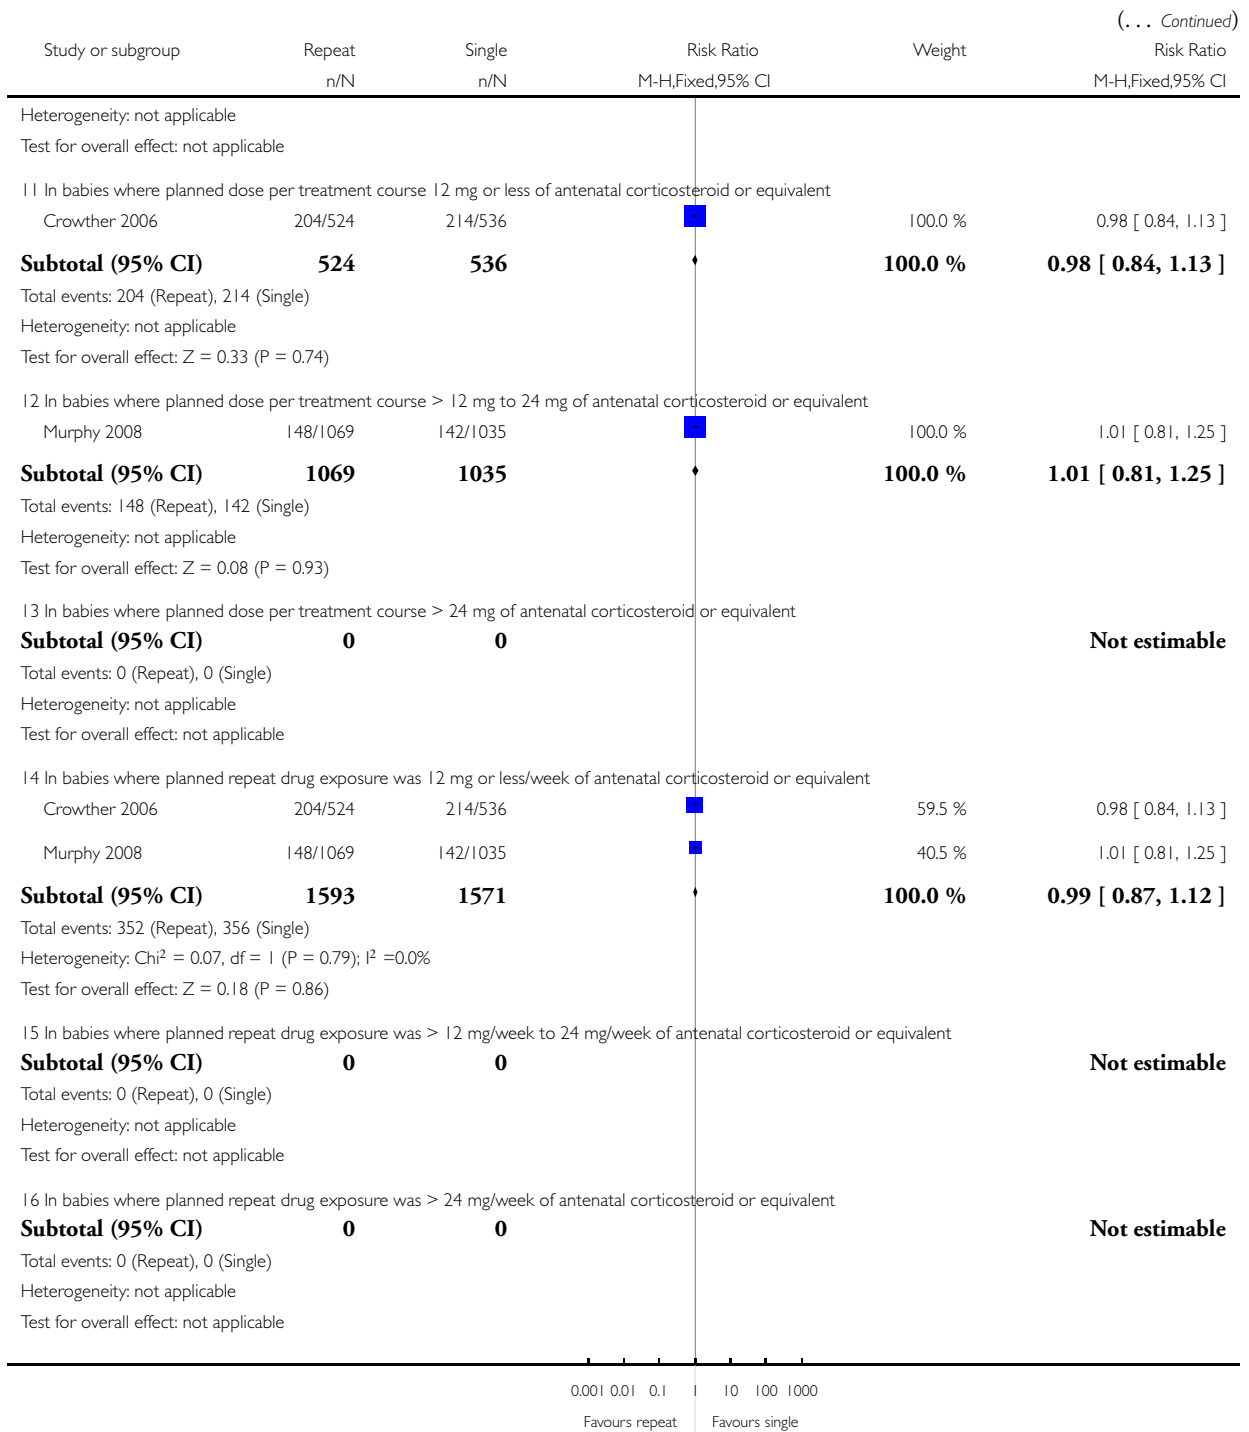 (... Continued)
Study or subgroup Repeat Single Risk Ratio Weight Risk Ratio
n/N n/N M-H,Fixed,95% CI M-H,Fixed,95% CI
Heterogeneity: not applicable
Test for overall effect: not applicable
11 In babies where planned dose per treatment course 12 mg or less of antenatal corticosteroid or equivalent
Crowther 2006 204/524 214/536 100.0 % 0.98 [ 0.84, 1.13 ]
Subtotal (95% CI) 524 536 100.0 % 0.98 [ 0.84, 1.13 ]
Total events: 204 (Repeat), 214 (Single)
Heterogeneity: not applicable
Test for overall effect: Z = 0.33 (P = 0.74)
12 In babies where planned dose per treatment course > 12 mg to 24 mg of antenatal corticosteroid or equivalent
Murphy 2008 148/1069 142/1035 100.0 % 1.01 [ 0.81, 1.25 ]
Subtotal (95% CI) 1069 1035 100.0 % 1.01 [ 0.81, 1.25 ]
Total events: 148 (Repeat), 142 (Single)
Heterogeneity: not applicable
Test for overall effect: Z = 0.08 (P = 0.93)
13 In babies where planned dose per treatment course > 24 mg of antenatal corticosteroid or equivalent
Subtotal (95% CI) 0 0 Not estimable
Total events: 0 (Repeat), 0 (Single)
Heterogeneity: not applicable
Test for overall effect: not applicable
14 In babies where planned repeat drug exposure was 12 mg or less/week of antenatal corticosteroid or equivalent
Crowther 2006 204/524 214/536 59.5 % 0.98 [ 0.84, 1.13 ]
Murphy 2008 148/1069 142/1035 40.5 % 1.01 [ 0.81, 1.25 ]
Subtotal (95% CI) 1593 1571 100.0 % 0.99 [ 0.87, 1.12 ]
Total events: 352 (Repeat), 356 (Single)
Heterogeneity: Chi² = 0.07, df = 1 (P = 0.79); I² =0.0%
Test for overall effect: Z = 0.18 (P = 0.86)
15 In babies where planned repeat drug exposure was > 12 mg/week to 24 mg/week of antenatal corticosteroid or equivalent
Subtotal (95% CI) 0 0 Not estimable
Total events: 0 (Repeat), 0 (Single)
Heterogeneity: not applicable
Test for overall effect: not applicable
16 In babies where planned repeat drug exposure was > 24 mg/week of antenatal corticosteroid or equivalent
Subtotal (95% CI) 0 0 Not estimable
Total events: 0 (Repeat), 0 (Single)
Heterogeneity: not applicable
Test for overall effect: not applicable
0.001 0.01 0.1 1 10 100 1000
Favours repeat Favours single